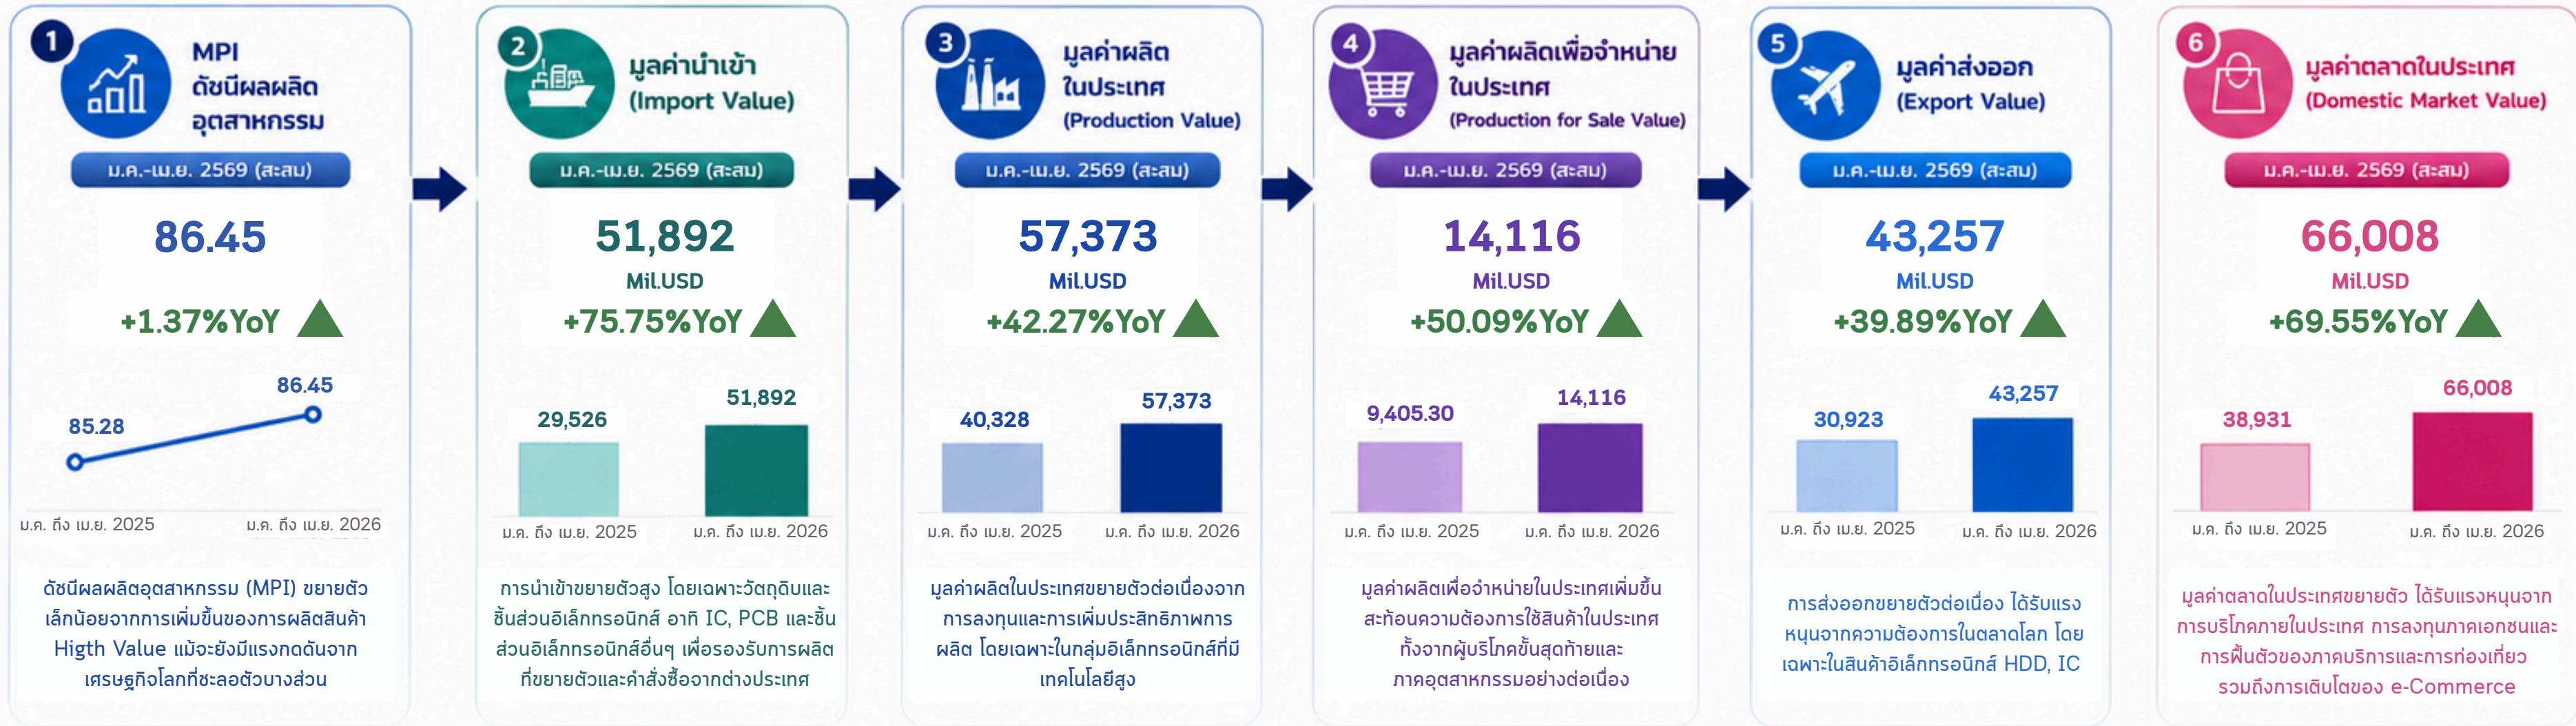 1
MPI
ดัชนีผลผลิต
อุตสาหกรรม
ม.ค.-เม.ย. 2569 (สะสม)
86.45
+1.37%YoY
86.45
85.28
ม.ค. ถึง เม.ย. 2025
ม.ค. ถึง เม.ย. 2026
ดัชนีผลผลิตอุตสาหกรรม (MPI) ขยายตัว
เล็กน้อยจากการเพิ่มขึ้นของการผลิตสินค้า
Higth Value แม้จะยังมีแรงกดดันจาก
เศรษฐกิจโลกที่ชะลอตัวบางส่วน
2
มูลค่านำเข้า
(Import Value)
ม.ค.-เม.ย. 2569 (สะสม)
51,892
Mil.USD
+75.75%YoY
51,892
29,526
ม.ค. ถึง เม.ย. 2025
ม.ค. ถึง เม.ย. 2026
การนำเข้าขยายตัวสูง โดยเฉพาะวัตถุดิบและ
ชิ้นส่วนอิเล็กทรอนิกส์ อาทิ IC, PCB และชิ้น
ส่วนอิเล็กทรอนิกส์อื่นๆ เพื่อรองรับการผลิต
ที่ขยายตัวและคำสั่งซื้อจากต่างประเทศ
3
มูลค่าผลิต
ในประเทศ
(Production Value)
ม.ค.-เม.ย. 2569 (สะสม)
57,373
Mil.USD
+42.27%YoY
57,373
40,328
ม.ค. ถึง เม.ย. 2025
ม.ค. ถึง เม.ย. 2026
มูลค่าผลิตในประเทศขยายตัวต่อเนื่องจาก
การลงทุนและการเพิ่มประสิทธิภาพการ
ผลิต โดยเฉพาะในกลุ่มอิเล็กทรอนิกส์ที่มี
เทคโนโลยีสูง
4
มูลค่าผลิตเพื่อจำหน่าย
ในประเทศ
(Production for Sale Value)
ม.ค.-เม.ย. 2569 (สะสม)
14,116
Mil.USD
+50.09%YoY
14,116
9,405.30
ม.ค. ถึง เม.ย. 2025
ม.ค. ถึง เม.ย. 2026
มูลค่าผลิตเพื่อจำหน่ายในประเทศเพิ่มขึ้น
สะท้อนความต้องการใช้สินค้าในประเทศ
ทั้งจากผู้บริโภคขั้นสุดท้ายและ
ภาคอุตสาหกรรมอย่างต่อเนื่อง
5
มูลค่าส่งออก
(Export Value)
ม.ค.-เม.ย. 2569 (สะสม)
43,257
Mil.USD
+39.89%YoY
43,257
30,923
ม.ค. ถึง เม.ย. 2025
ม.ค. ถึง เม.ย. 2026
การส่งออกขยายตัวต่อเนื่อง ได้รับแรง
หนุนจากความต้องการในตลาดโลก โดย
เฉพาะในสินค้าอิเล็กทรอนิกส์ HDD, IC
6
มูลค่าตลาดในประเทศ
(Domestic Market Value)
ม.ค.-เม.ย. 2569 (สะสม)
66,008
Mil.USD
+69.55%YoY
66,008
38,931
ม.ค. ถึง เม.ย. 2025
ม.ค. ถึง เม.ย. 2026
มูลค่าตลาดในประเทศขยายตัว ได้รับแรงหนุนจาก
การบริโภคภายในประเทศ การลงทุนภาคเอกชนและ
การฟื้นตัวของภาคบริการและการท่องเที่ยว
รวมถึงการเติบโตของ e-Commerce